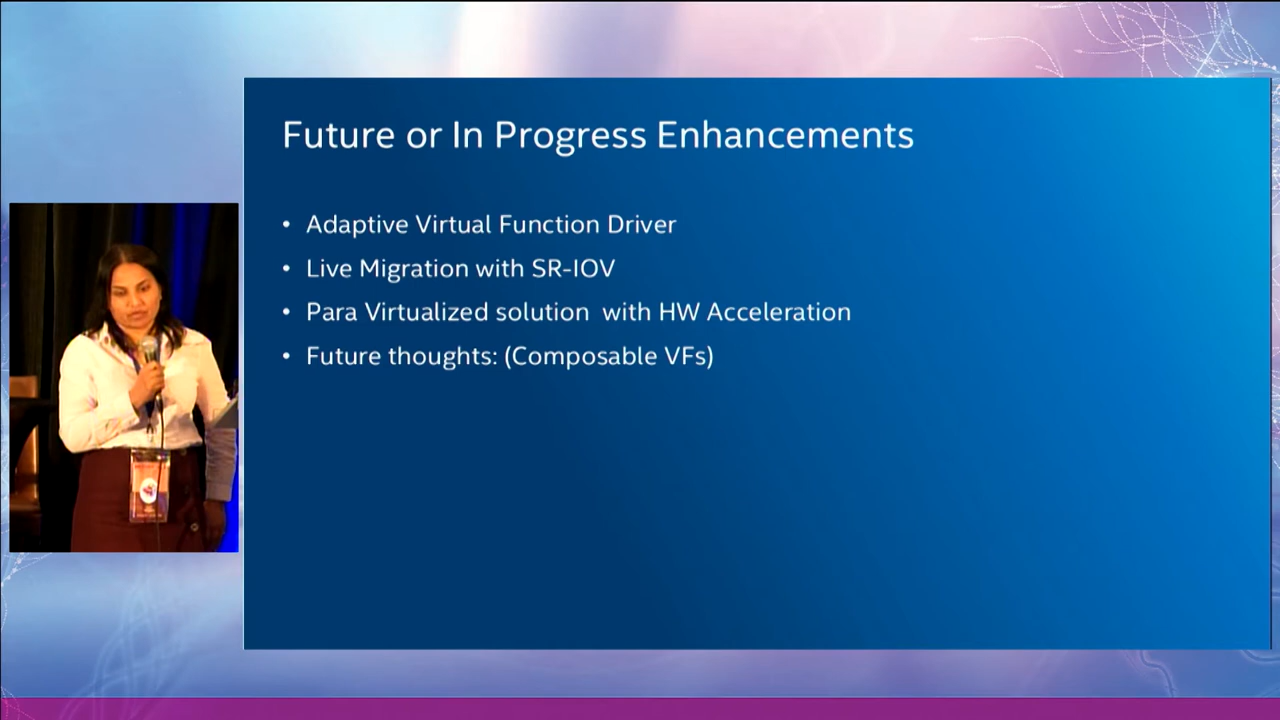 Future or In Progress Enhancements
• Adaptive Virtual Function Driver
• Live Migration with SR-IOV
• Para Virtualized solution  with HW Acceleration
• Future thoughts: (Composable VFs)